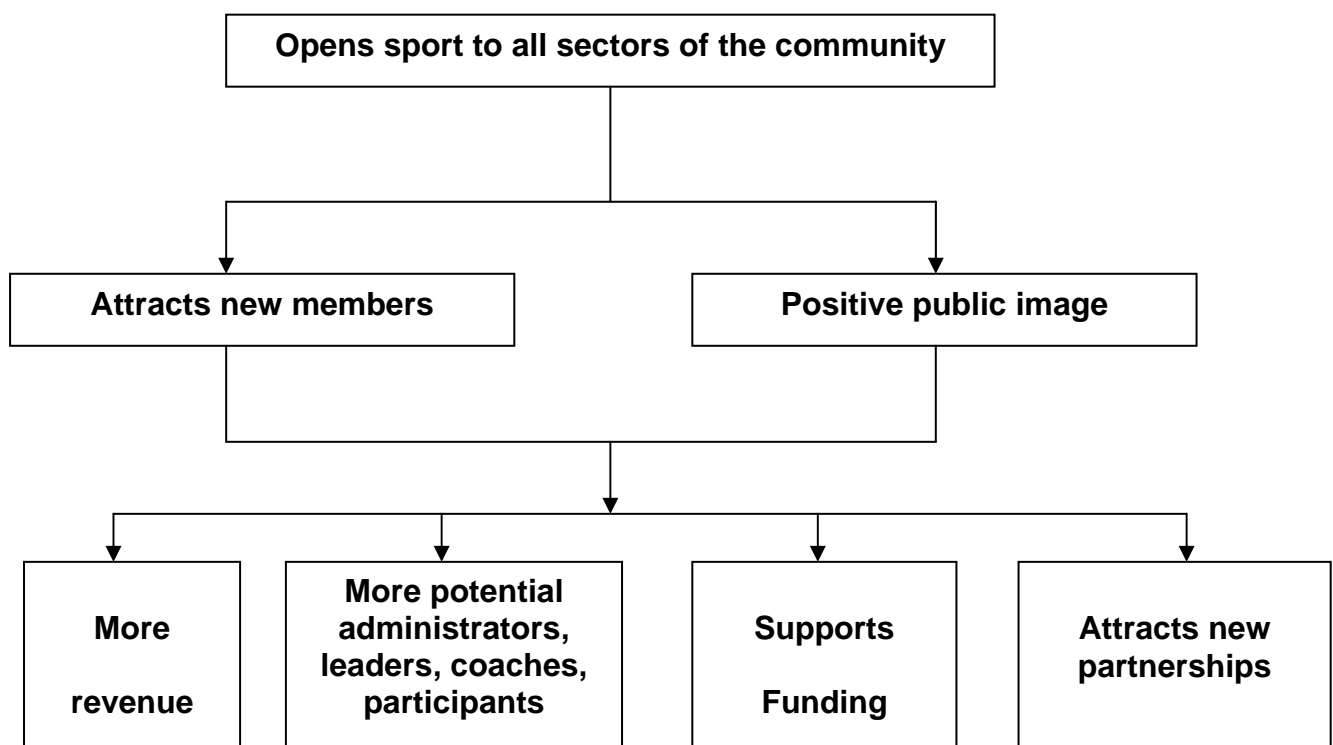 Opens sport to all sectors of the community
Attracts new members
Positive public image
More
revenue
More potential
administrators,
leaders, coaches,
participants
Supports
Funding
Attracts new
partnerships